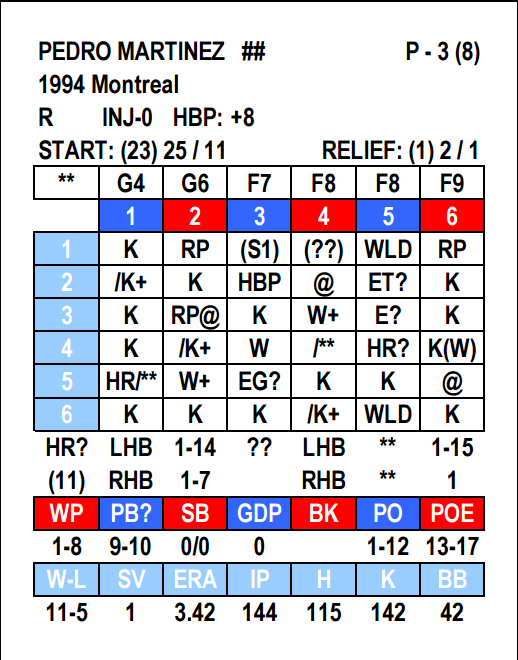 PEDRO MARTINEZ ## P - 3 (8)
1994 Montreal
R INJ-0 HBP: +8
START: (23) 25 / 11 RELIEF: (1) 2 / 1
** G4 G6 F7 F8 F8 F9
1 2 3 4 5 6
1 K RP (S1) (??) WLD RP
2 /K+ K HBP @ ET? K
3 K RP@ K W+ E? K
4 K /K+ W /** HR? K(W)
5 HR/** W+ EG? K K @
6 K K K /K+ WLD K
HR? LHB 1-14 ?? LHB ** 1-15
(11) RHB 1-7 RHB ** 1
WP PB? SB GDP BK PO POE
1-8 9-10 0/0 0 1-12 13-17
W-L SV ERA IP H K BB
11-5 1 3.42 144 115 142 42